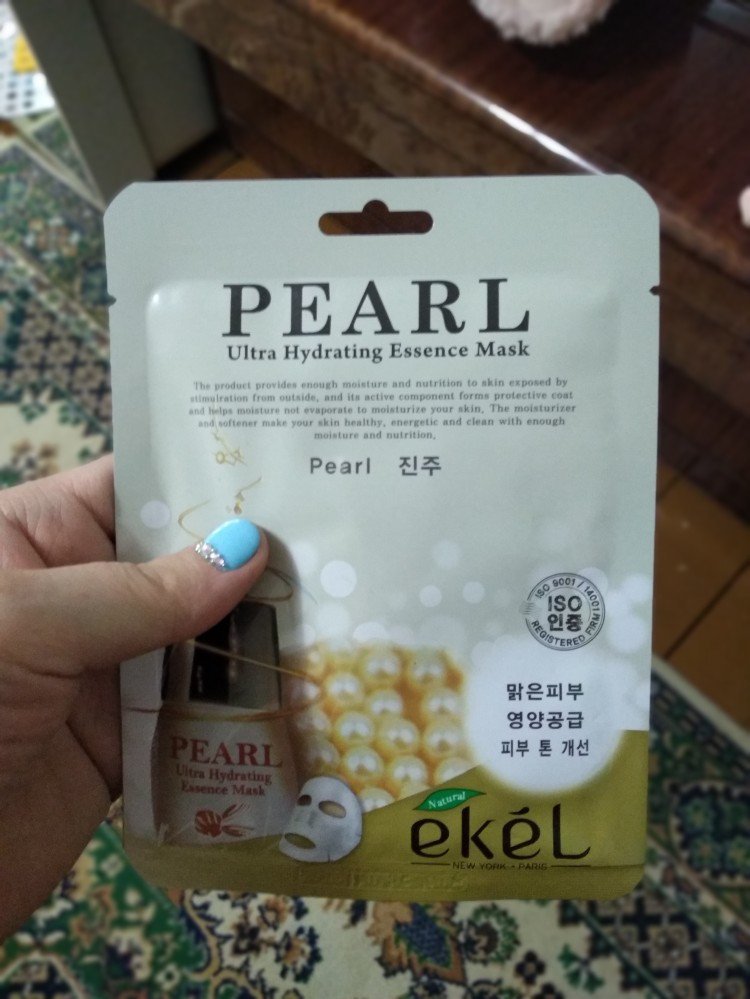 PEARL
Ultra Hydrating Essence Mask
The product provides enough moisture and nutrition to skin exposed by
stimulration from outside, and its active component forms protective coat
and helps moisture not evaporate to moisturize your skin. The moisturizer
and softener make your skin healthy, energetic and clean with enough
moisture and nutrition.
Pearl 진주
ISO 9001 / 14001
ISO
인증
REGISTERED FIRM
맑은피부
영양공급
피부 톤 개선
PEARL
Ultra Hydrating
Essence Mask
Natural
ekéL
NEW YORK • PARIS